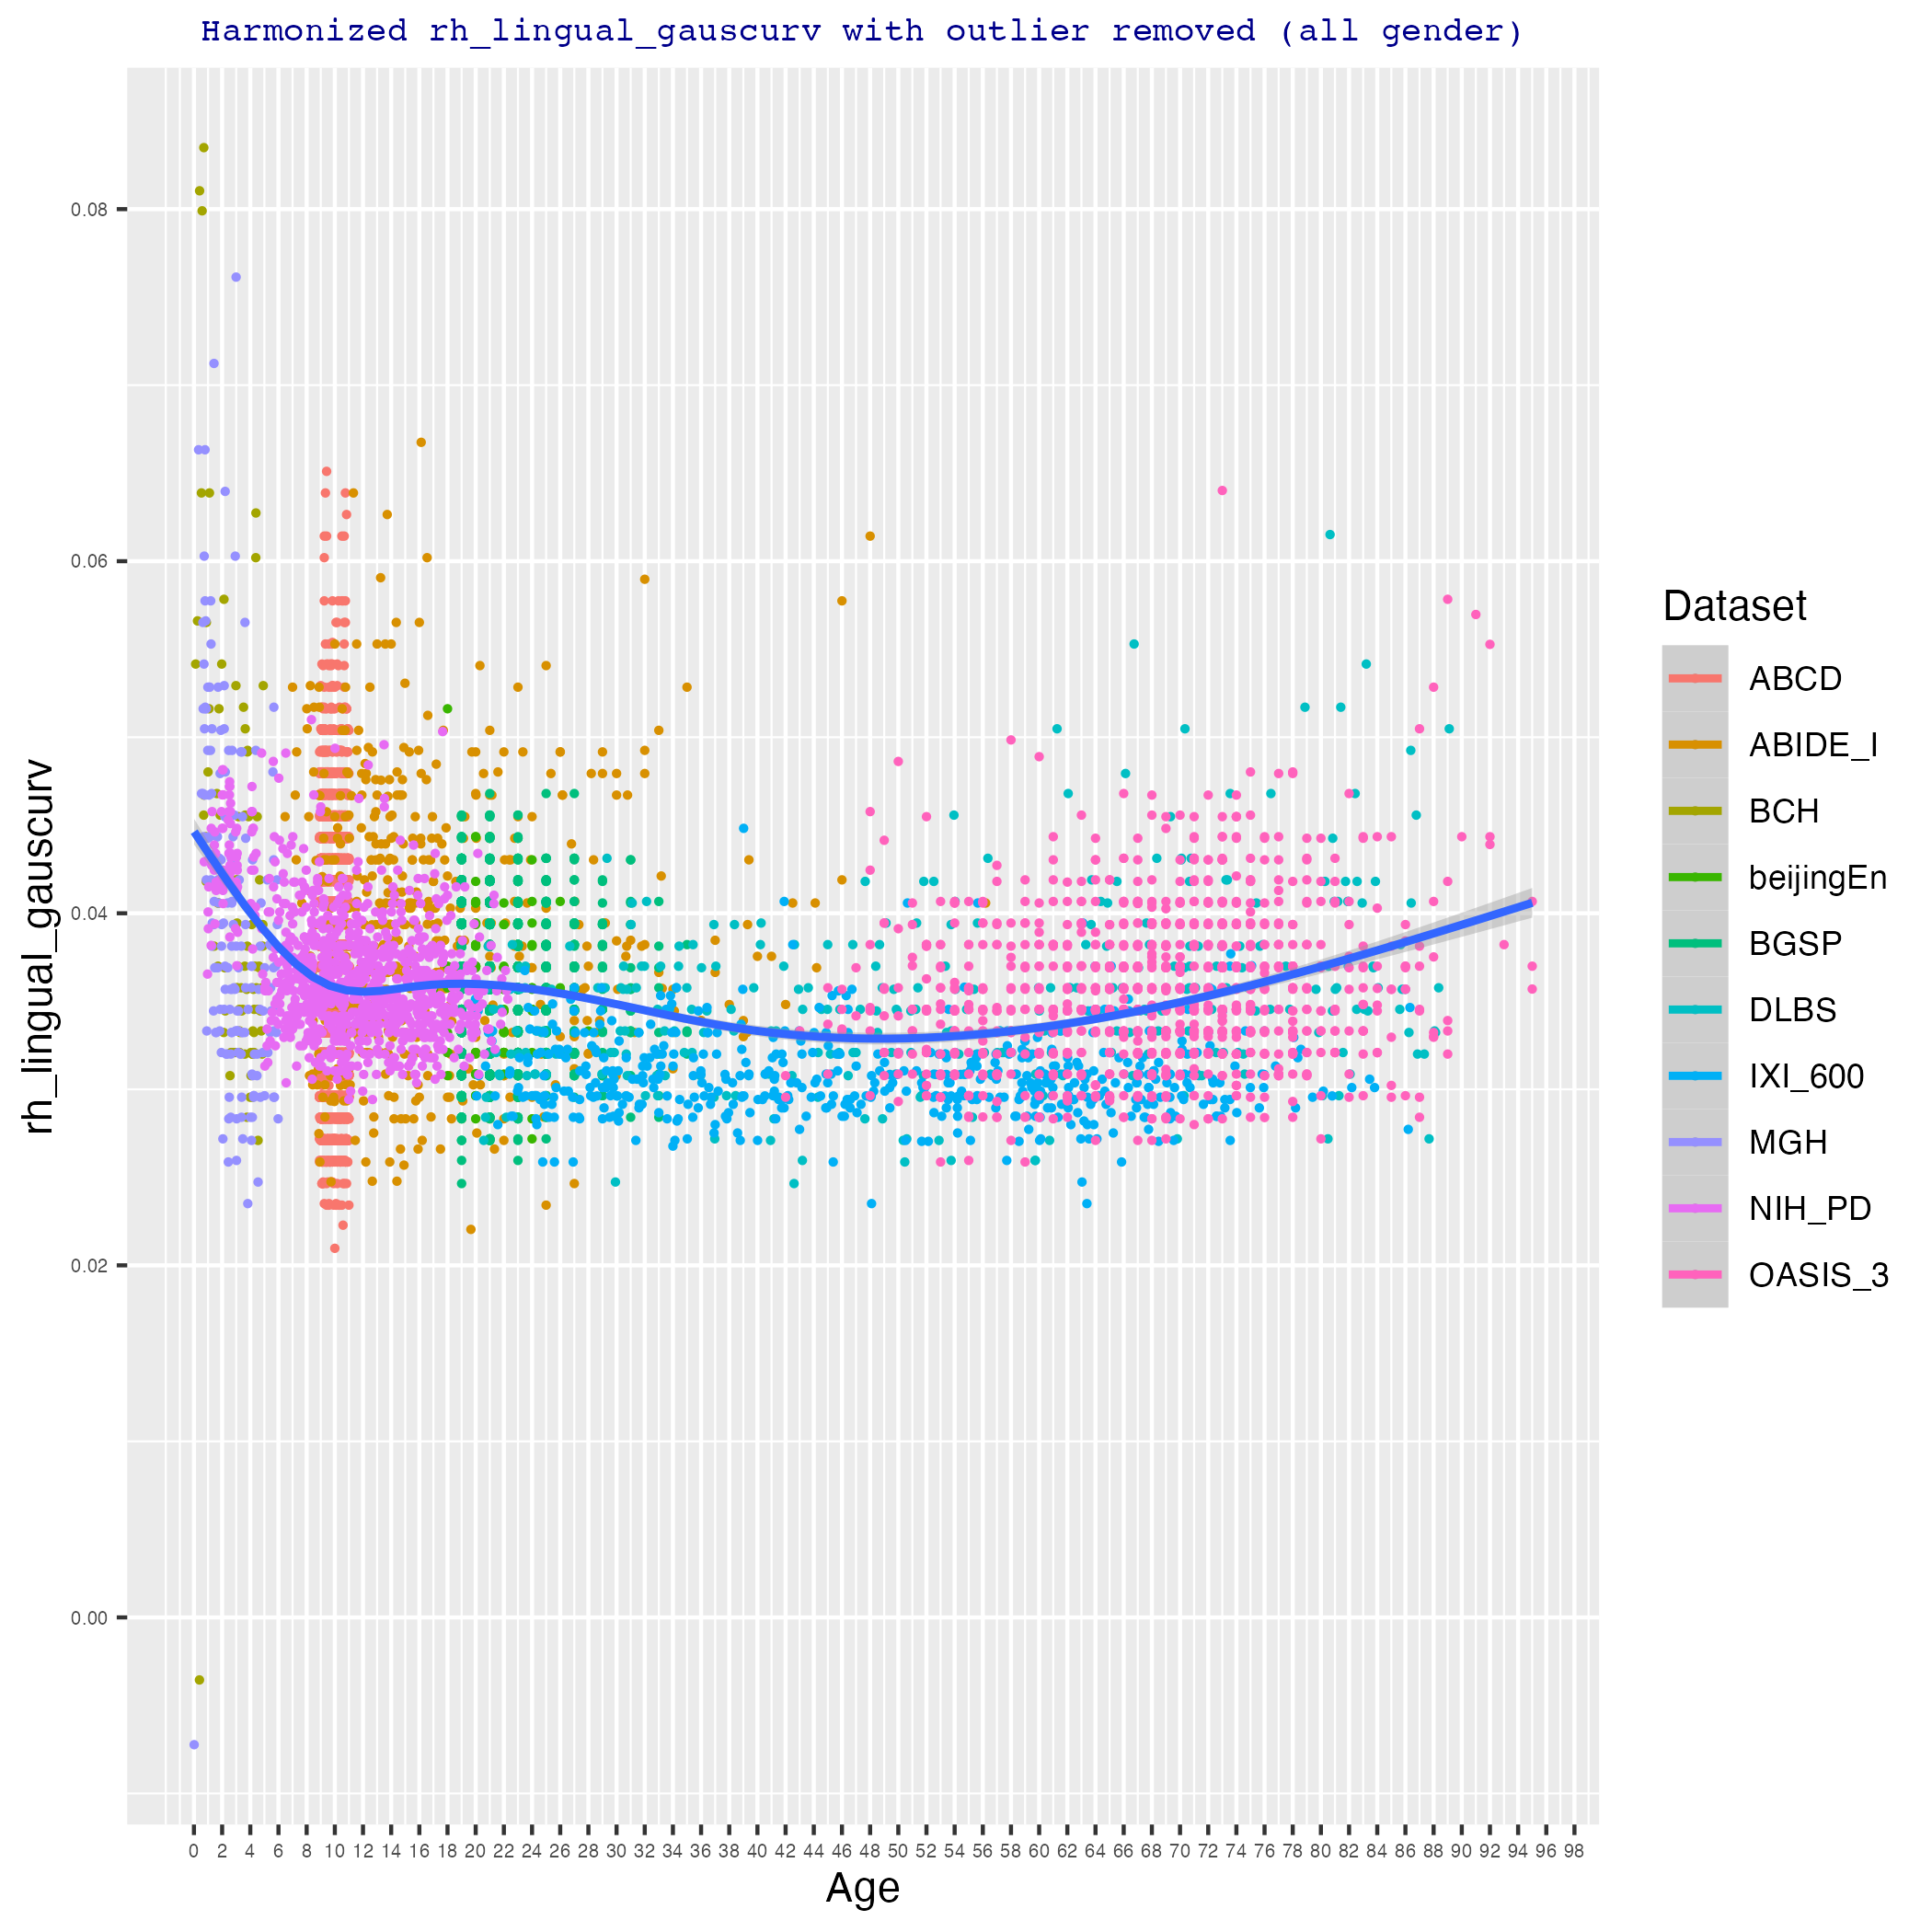 Harmonized rh_lingual_gauscurv with outlier removed (all gender)
rh_lingual_gauscurv
0.08
0.06
0.04
0.02
0.00
0 2 4 6 8 10 12 14 16 18 20 22 24 26 28 30 32 34 36 38 40 42 44 46 48 50 52 54 56 58 60 62 64 66 68 70 72 74 76 78 80 82 84 86 88 90 92 94 96 98
Age
Dataset
ABCD
ABIDE_I
BCH
beijingEn
BGSP
DLBS
IXI_600
MGH
NIH_PD
OASIS_3